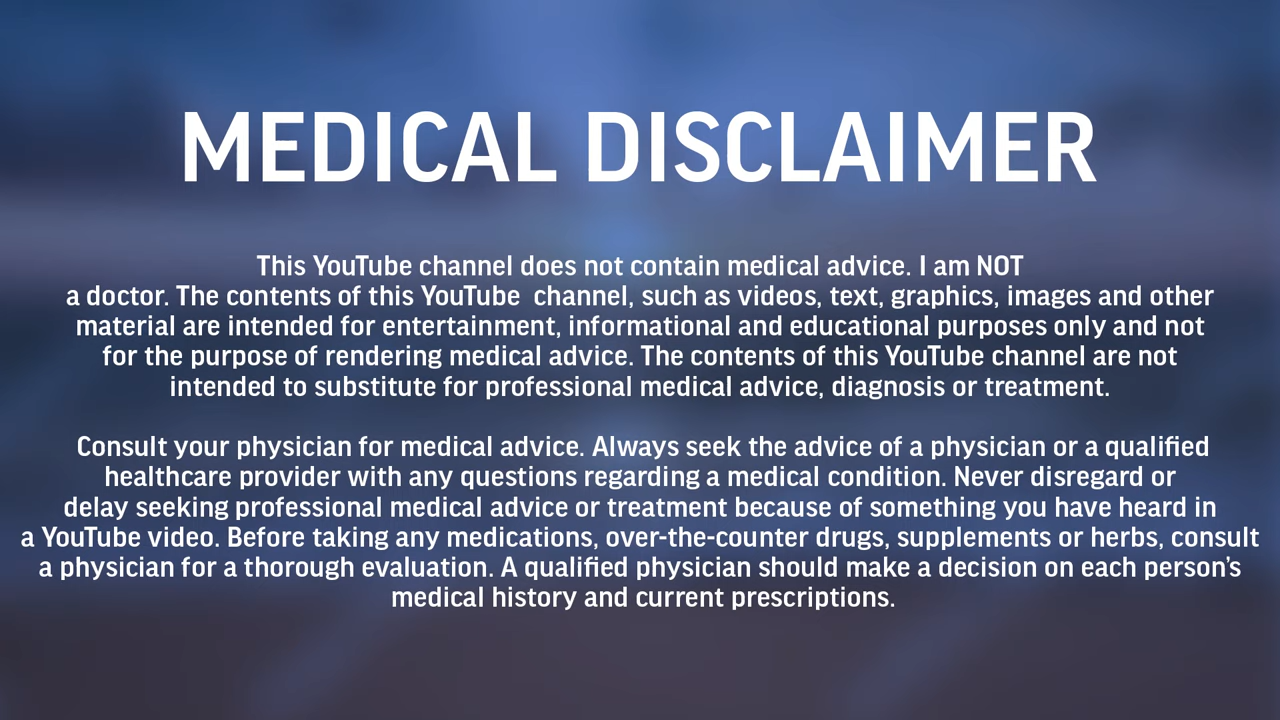 MEDICAL DISCLAIMER
This YouTube channel does not contain medical advice. I am NOT
a doctor. The contents of this YouTube  channel, such as videos, text, graphics, images and other
material are intended for entertainment, informational and educational purposes only and not
for the purpose of rendering medical advice. The contents of this YouTube channel are not
intended to substitute for professional medical advice, diagnosis or treatment.
Consult your physician for medical advice. Always seek the advice of a physician or a qualified
healthcare provider with any questions regarding a medical condition. Never disregard or
delay seeking professional medical advice or treatment because of something you have heard in
a YouTube video. Before taking any medications, over-the-counter drugs, supplements or herbs, consult
a physician for a thorough evaluation. A qualified physician should make a decision on each person’s
medical history and current prescriptions.